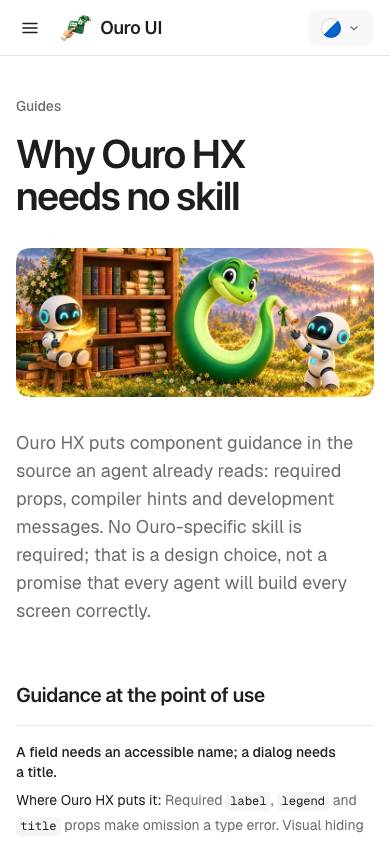 Ouro UI
Guides
Why Ouro HX
needs no skill
Ouro HX puts component guidance in the
source an agent already reads: required
props, compiler hints and development
messages. No Ouro-specific skill is
required; that is a design choice, not a
promise that every agent will build every
screen correctly.
Guidance at the point of use
A field needs an accessible name; a dialog needs
a title.
Where Ouro HX puts it: Required label, legend and
title props make omission a type error. Visual hiding